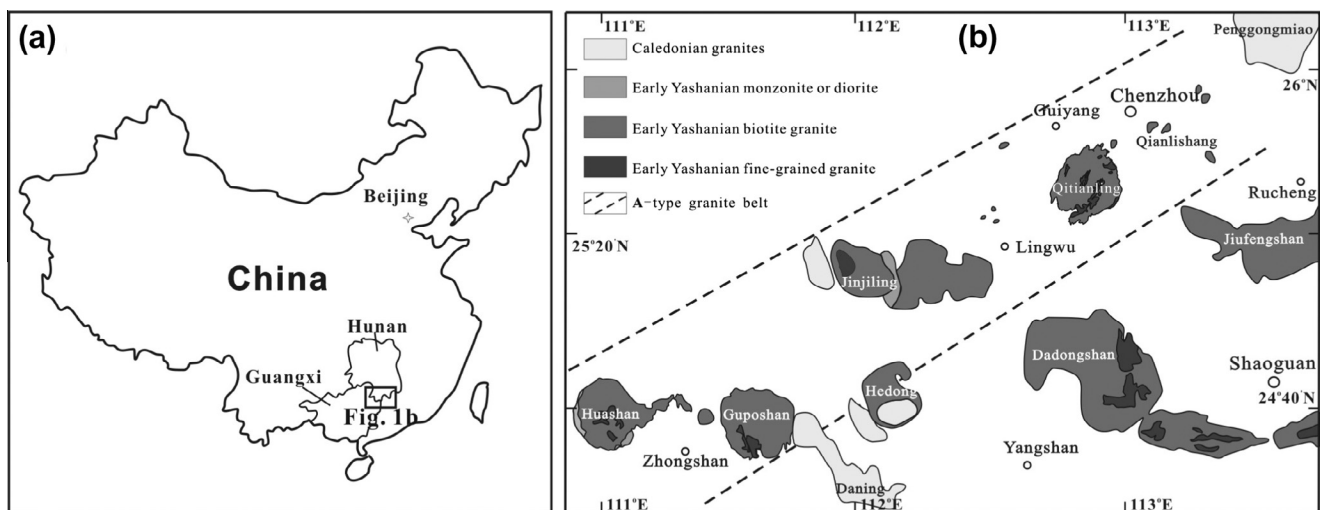 (a)
Beijing
China
Hunan
Guangxi
Fig. 1b
(b)
111°E
112°E
113°E
Caledonian granites
Early Yashanian monzonite or diorite
Early Yashanian biotite granite
Early Yashanian fine-grained granite
A-type granite belt
Penggongmiao
26°N
Chenzhou
Guiyang
Qianlishang
Qitianling
Rucheng
25°20′N
Lingwu
Jiufengshan
Jinjiling
Dadongshan
Shaoguan
Hedong
24°40′N
Huashan
Guposhan
Zhongshan
Yangshan
Daning
111°E
112°E
113°E